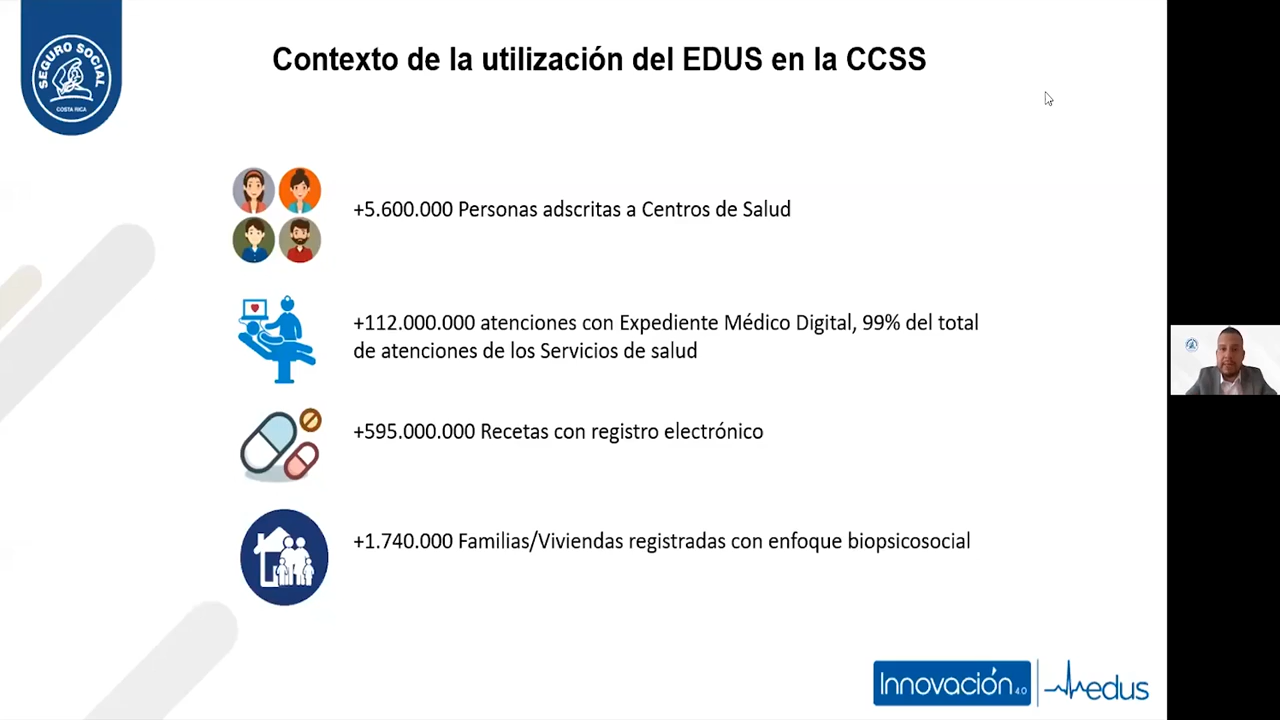 SEGURO SOCIAL
COSTA RICA
Contexto de la utilización del EDUS en la CCSS
+5.600.000 Personas adscritas a Centros de Salud
+112.000.000 atenciones con Expediente Médico Digital, 99% del total
de atenciones de los Servicios de salud
+595.000.000 Recetas con registro electrónico
+1.740.000 Familias/Viviendas registradas con enfoque biopsicosocial
Innovación 4.0
edus